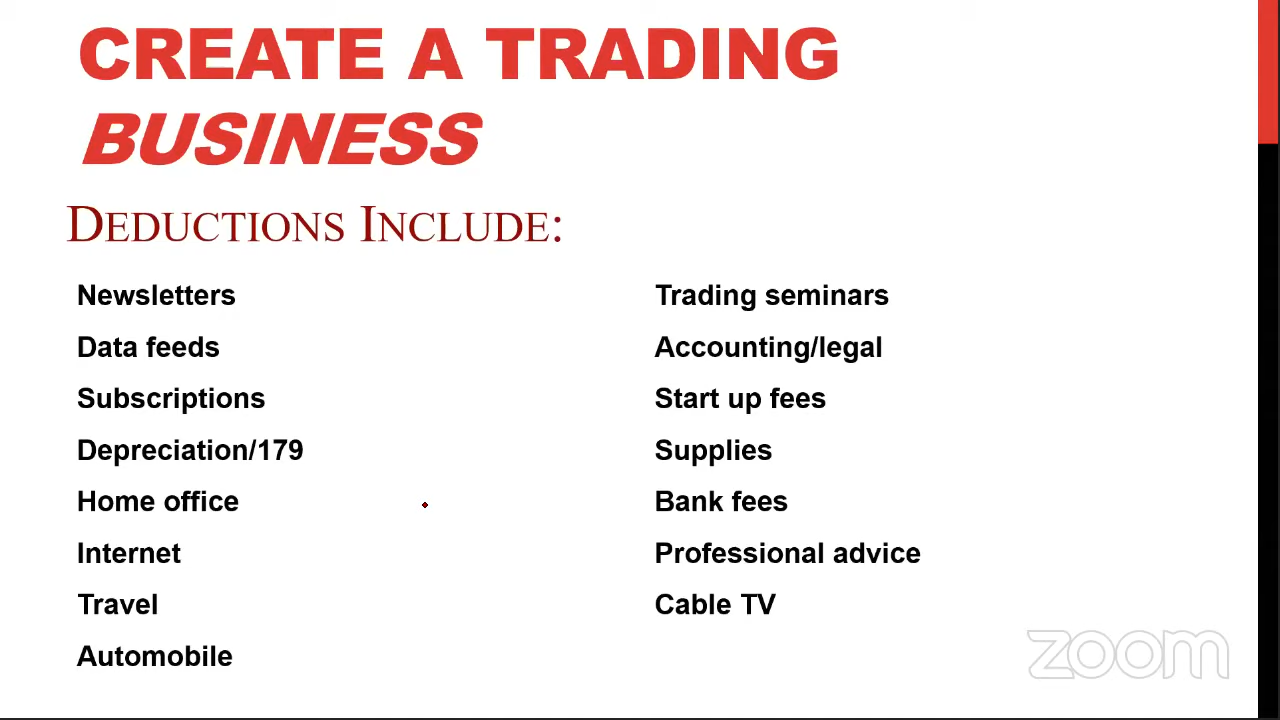 CREATE A TRADING
BUSINESS
DEDUCTIONS INCLUDE:
Newsletters
Data feeds
Subscriptions
Depreciation/179
Home office
Internet
Travel
Automobile
Trading seminars
Accounting/legal
Start up fees
Supplies
Bank fees
Professional advice
Cable TV
zoom